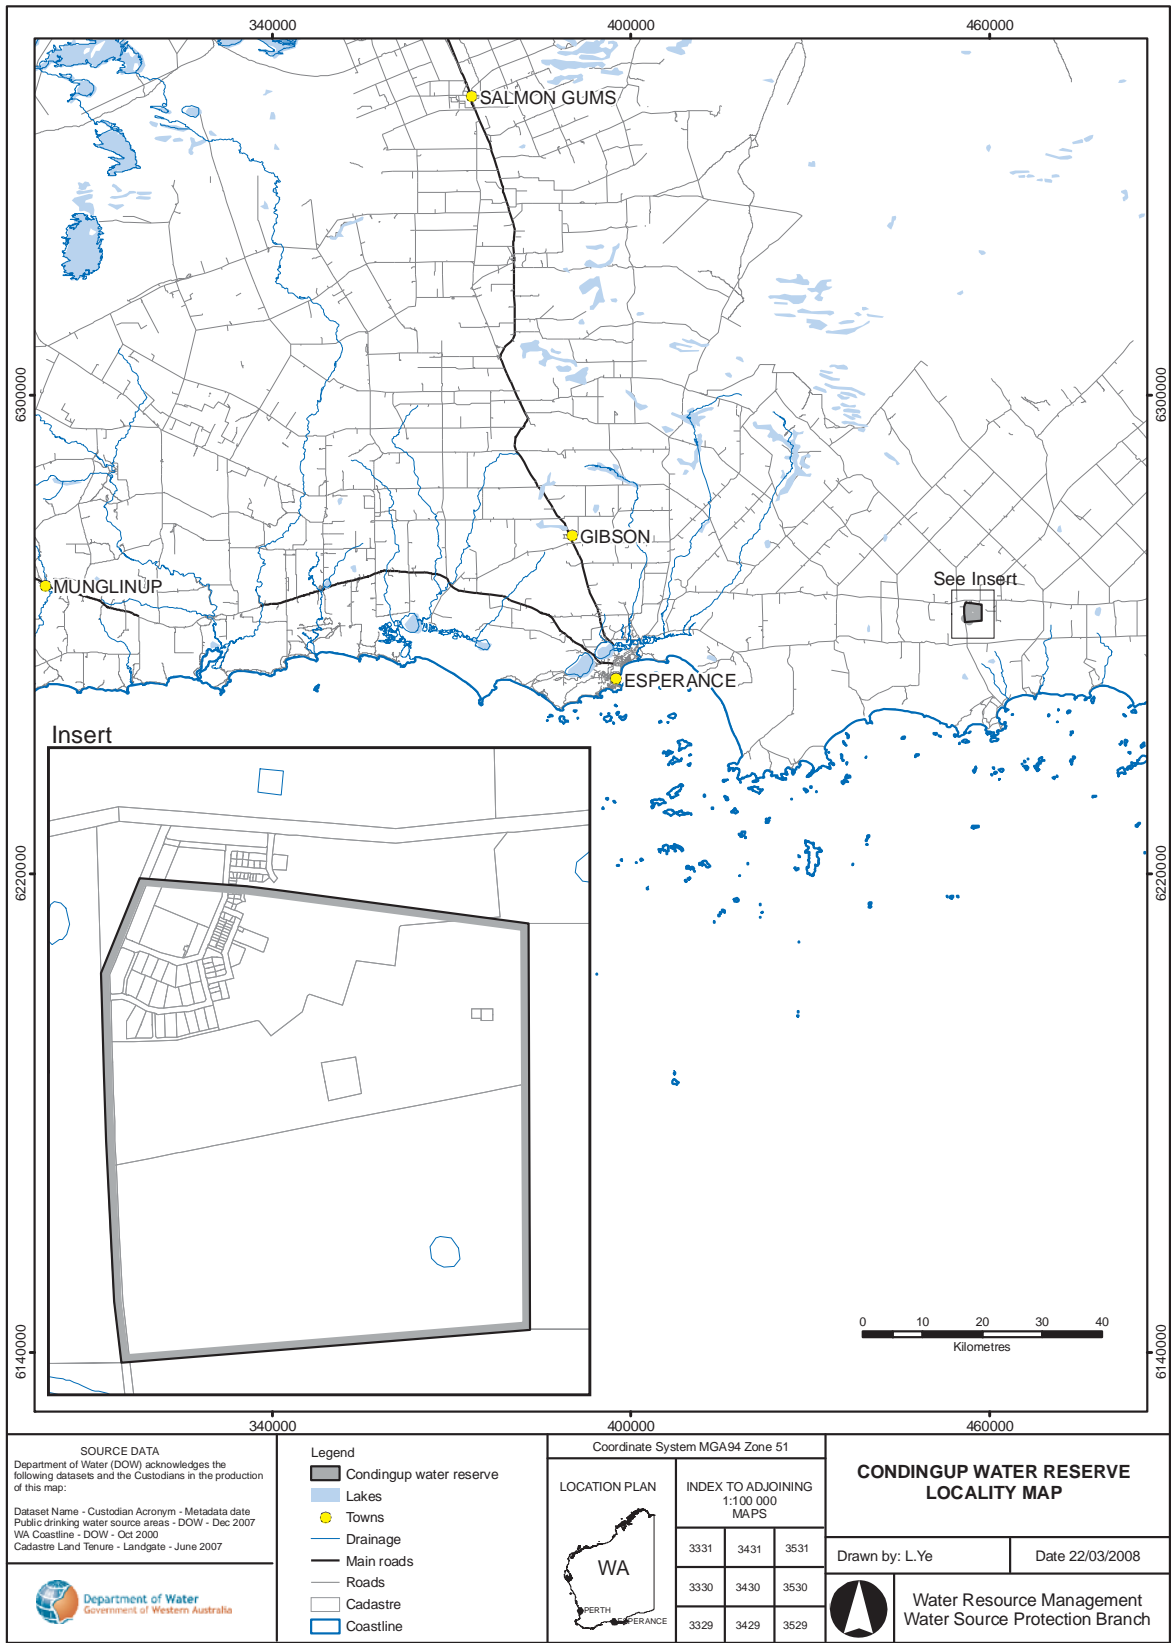 340000
400000
460000
SALMON GUMS
6300000
6300000
GIBSON
See Insert
MUNGLINUP
ESPERANCE
Insert
6220000
6220000
0 10 20 30 40
Kilometres
6140000
6140000
340000
400000
460000
SOURCE DATA
Department of Water (DOW) acknowledges the
following datasets and the Custodians in the production
of this map:
Dataset Name - Custodian Acronym - Metadata date
Public drinking water source areas - DOW - Dec 2007
WA Coastline - DOW - Oct 2000
Cadastre Land Tenure - Landgate - June 2007
Department of Water
Government of Western Australia
Legend
Condingup water reserve
Lakes
Towns
Drainage
Main roads
Roads
Cadastre
Coastline
Coordinate System MGA94 Zone 51
LOCATION PLAN
WA
PERTH
ESPERANCE
INDEX TO ADJOINING
1:100 000
MAPS
3331 3431 3531
3330 3430 3530
3329 3429 3529
CONDINGUP WATER RESERVE
LOCALITY MAP
Drawn by: L.Ye
Date 22/03/2008
Water Resource Management
Water Source Protection Branch